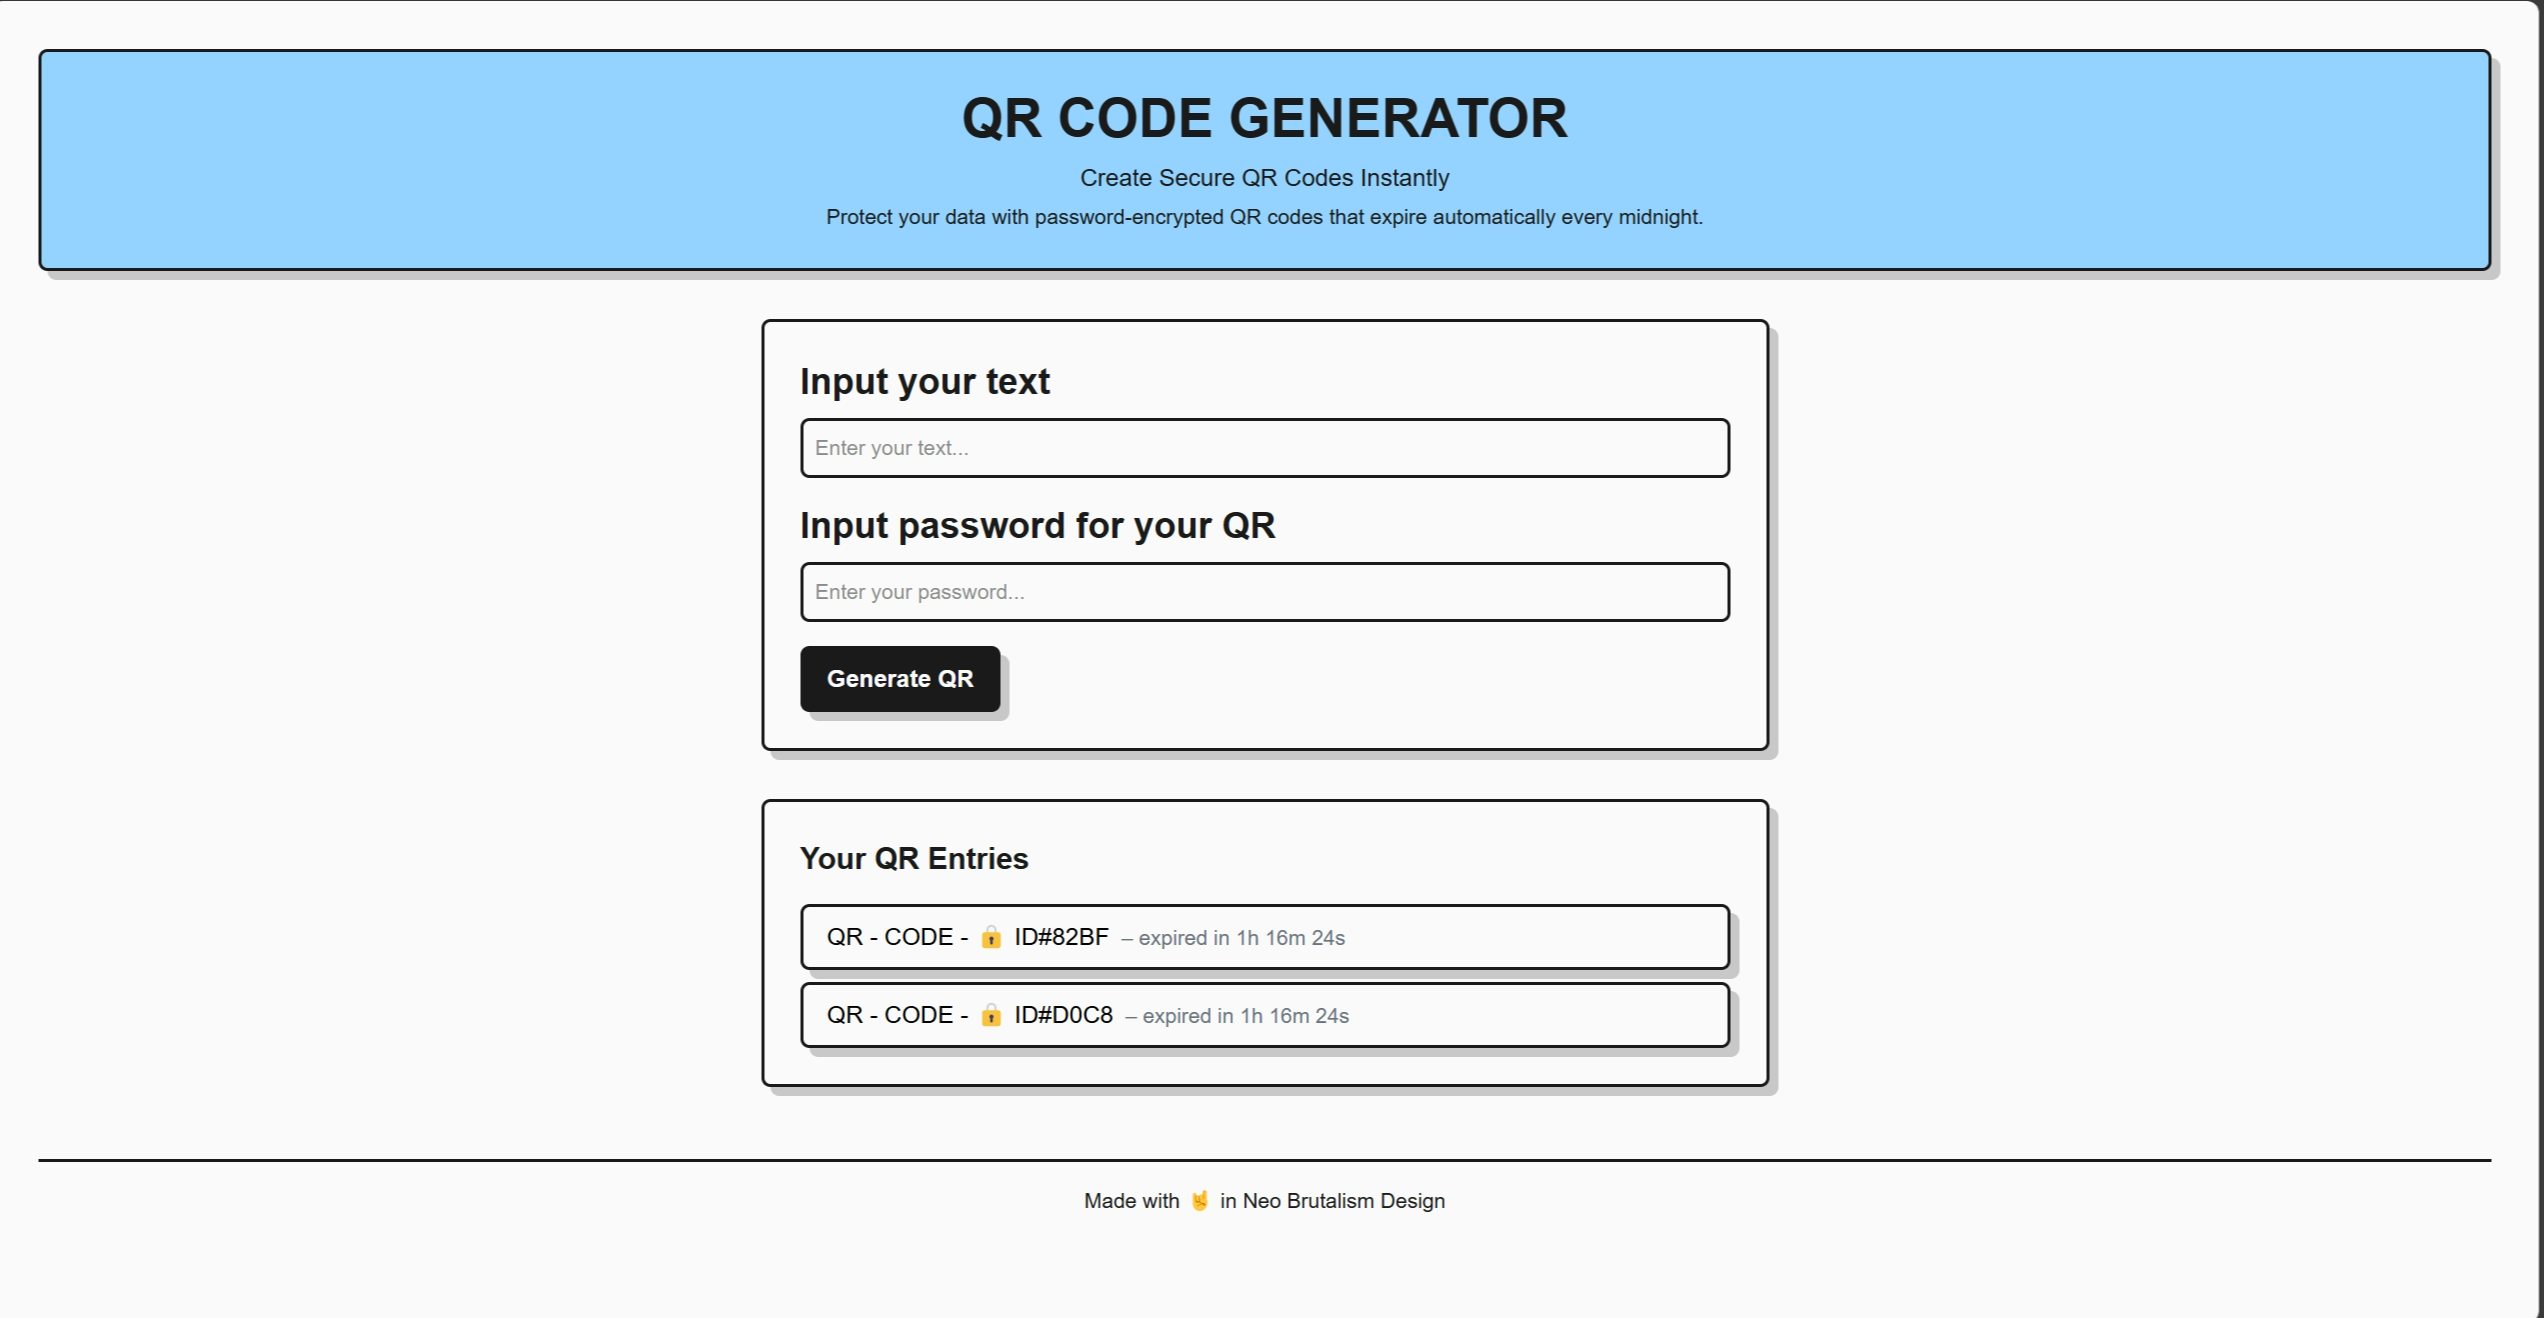 QR CODE GENERATOR
Create Secure QR Codes Instantly
Protect your data with password-encrypted QR codes that expire automatically every midnight.
Input your text
Enter your text...
Input password for your QR
Enter your password...
Generate QR
Your QR Entries
QR - CODE - 🔒 ID#82BF – expired in 1h 16m 24s
QR - CODE - 🔒 ID#D0C8 – expired in 1h 16m 24s
Made with 🤘 in Neo Brutalism Design